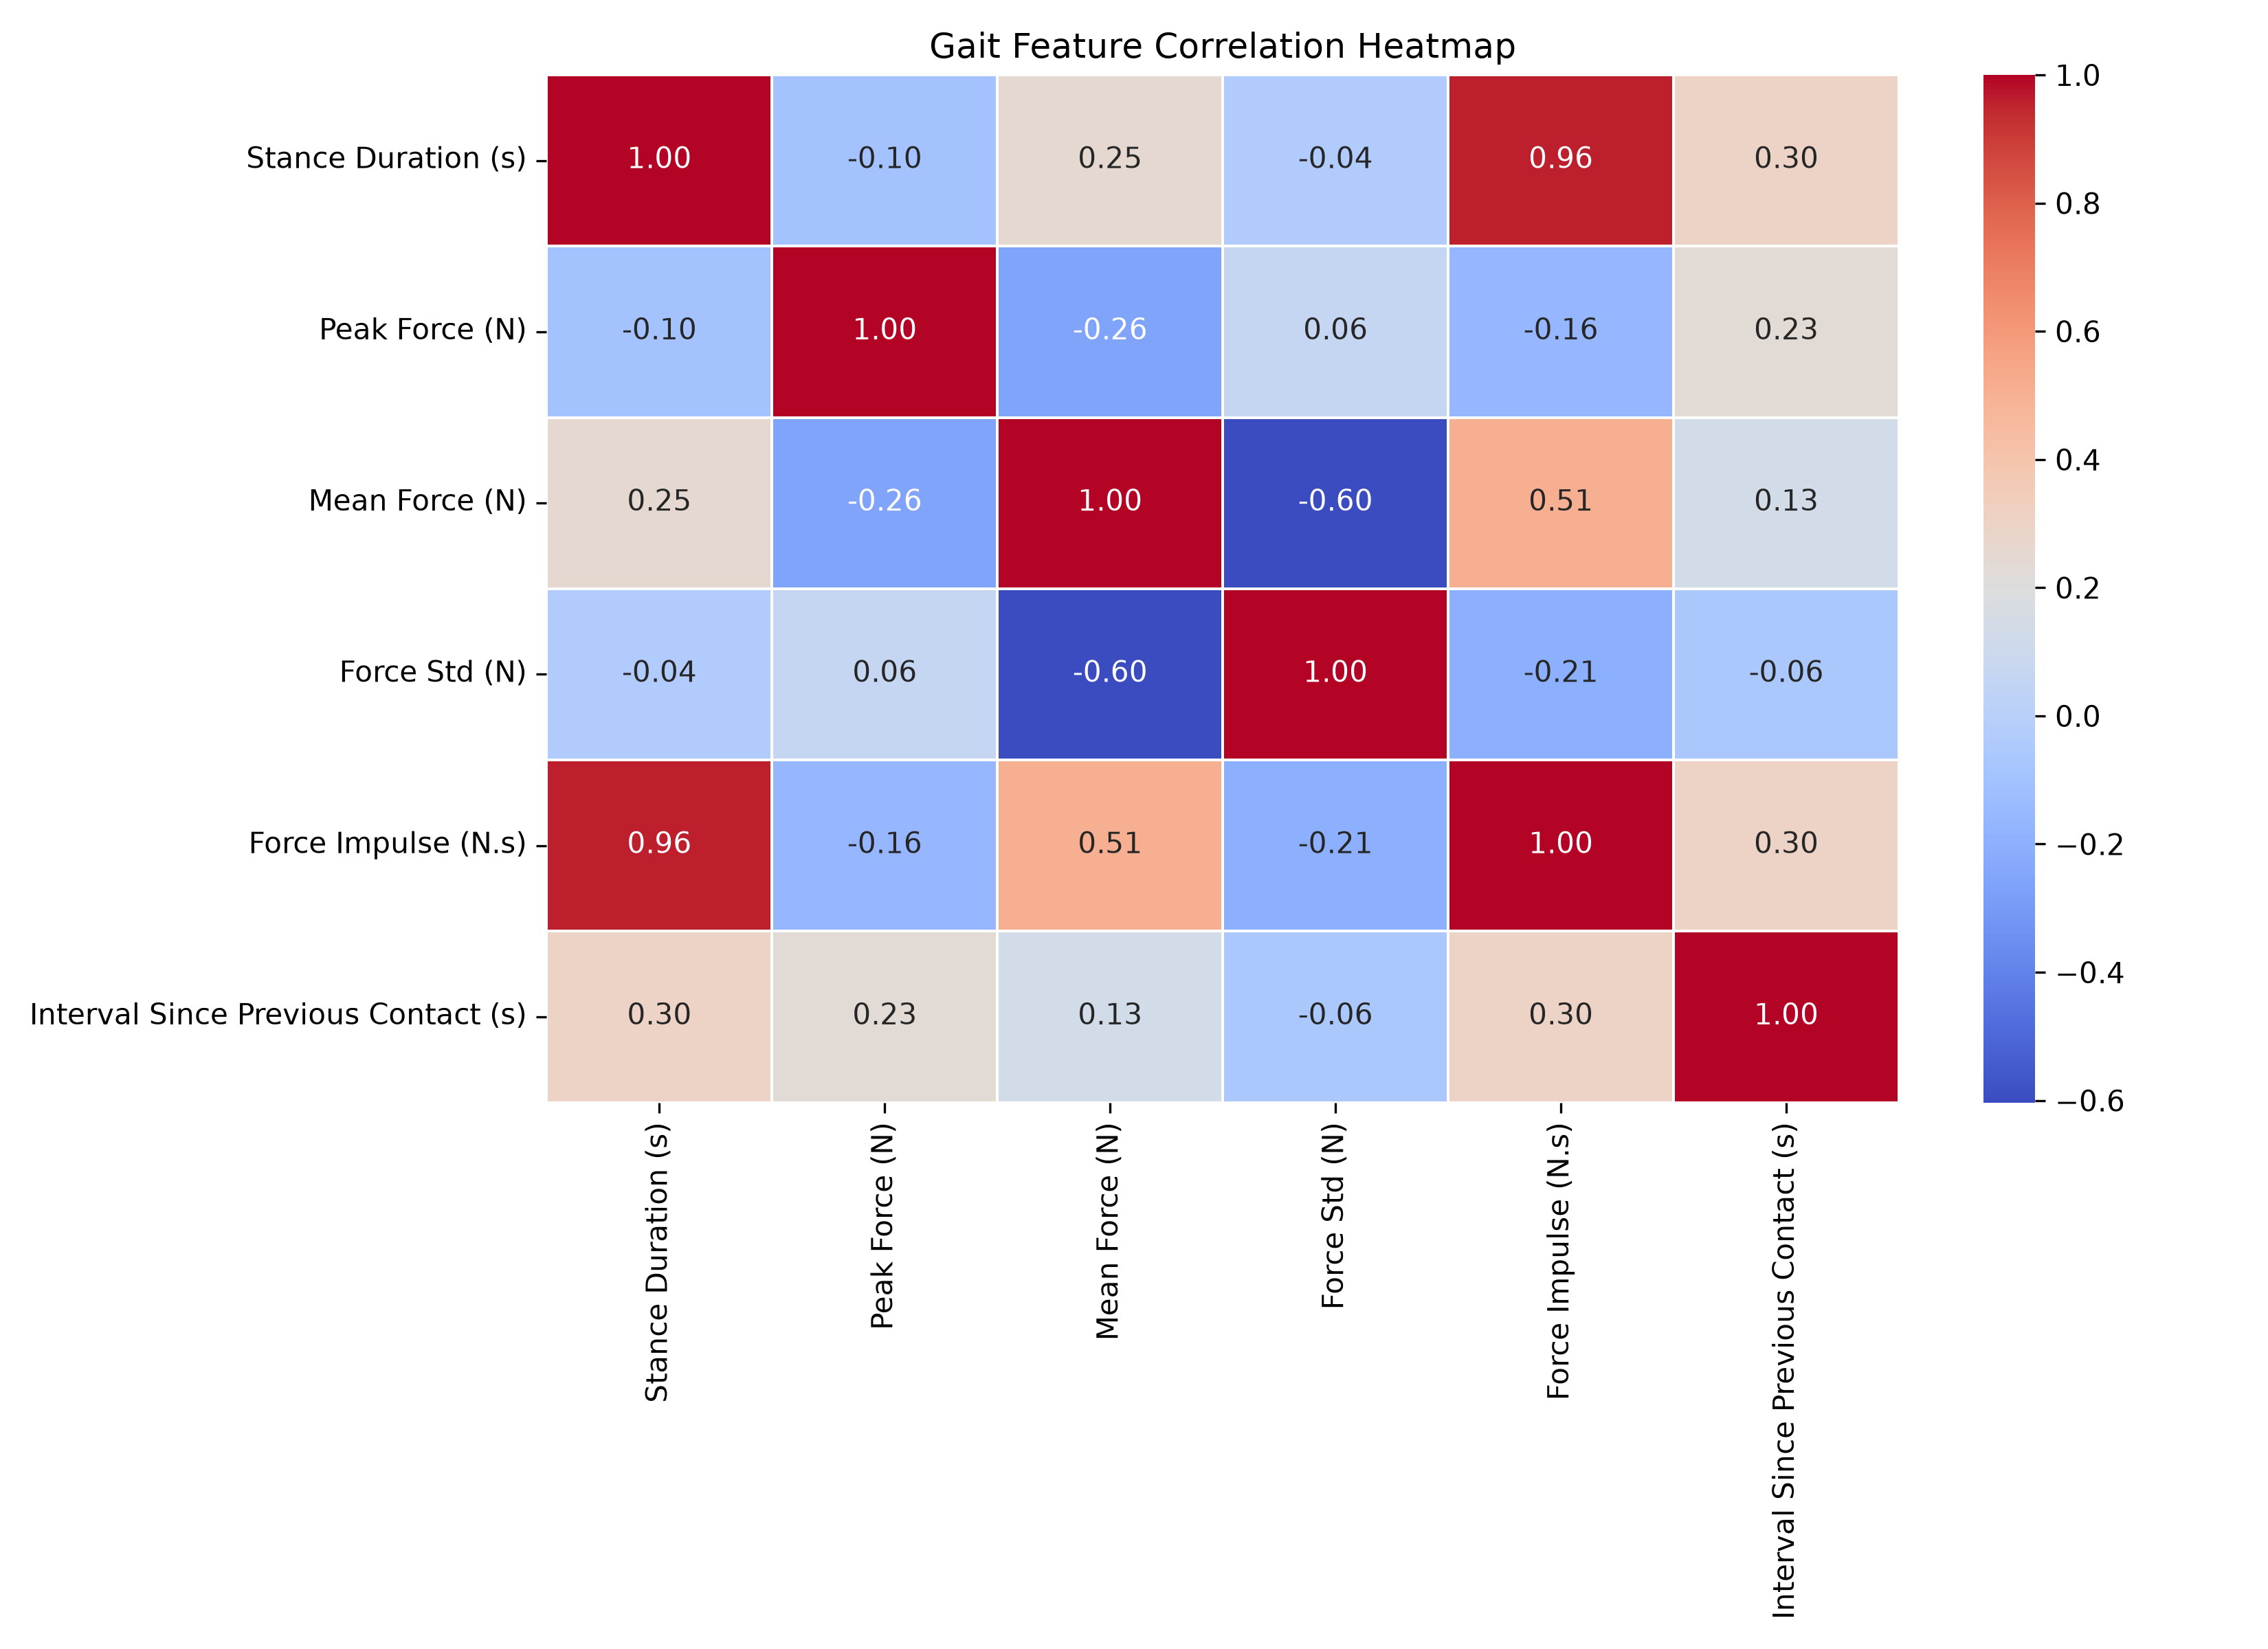 Gait Feature Correlation Heatmap
Stance Duration (s) 1.00 -0.10 0.25 -0.04 0.96 0.30
Peak Force (N) -0.10 1.00 -0.26 0.06 -0.16 0.23
Mean Force (N) 0.25 -0.26 1.00 -0.60 0.51 0.13
Force Std (N) -0.04 0.06 -0.60 1.00 -0.21 -0.06
Force Impulse (N.s) 0.96 -0.16 0.51 -0.21 1.00 0.30
Interval Since Previous Contact (s) 0.30 0.23 0.13 -0.06 0.30 1.00
Stance Duration (s)
Peak Force (N)
Mean Force (N)
Force Std (N)
Force Impulse (N.s)
Interval Since Previous Contact (s)
1.0
0.8
0.6
0.4
0.2
0.0
−0.2
−0.4
−0.6